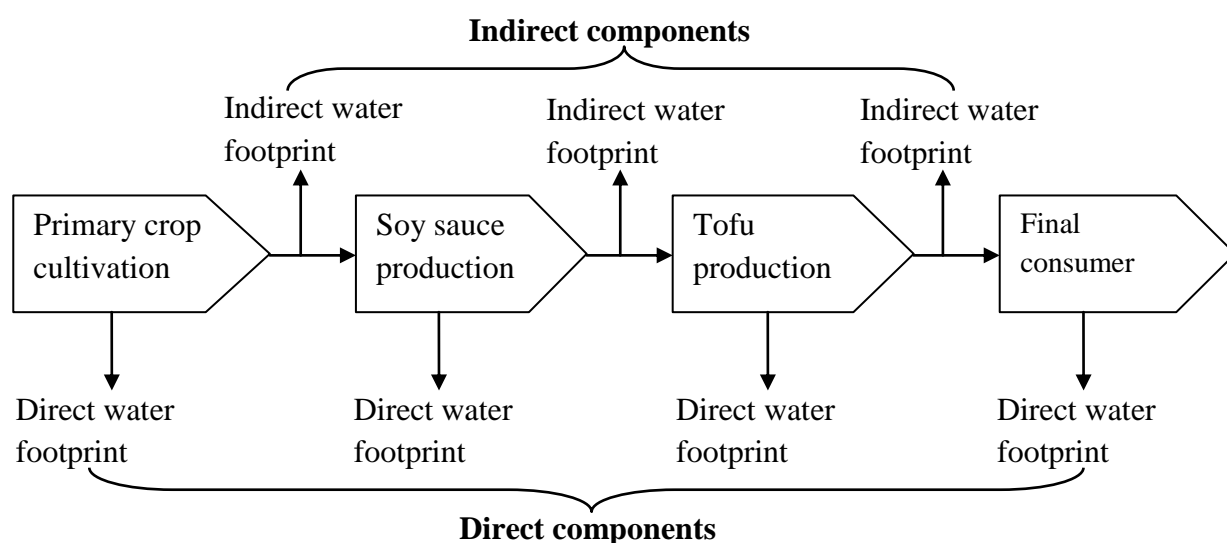 Indirect components
Indirect water
footprint
Indirect water
footprint
Indirect water
footprint
Primary crop
cultivation
Soy sauce
production
Tofu
production
Final
consumer
Direct water
footprint
Direct water
footprint
Direct water
footprint
Direct water
footprint
Direct components